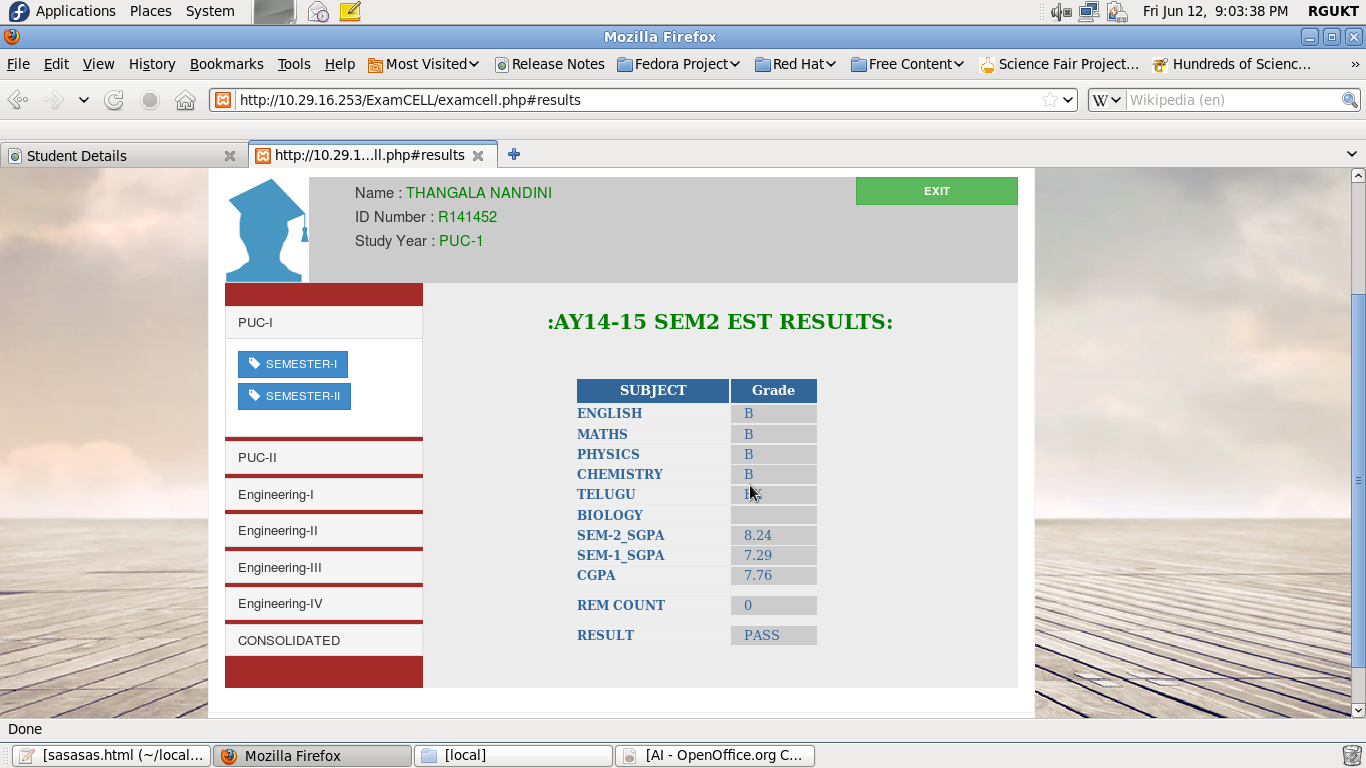 Applications Places System Fri Jun 12, 9:03:38 PM RGUKT
Mozilla Firefox
File Edit View History Bookmarks Tools Help Most Visited Release Notes Fedora Project Red Hat Free Content Science Fair Project... Hundreds of Scienc... »
http://10.29.16.253/ExamCELL/examcell.php#results W Wikipedia (en)
Student Details http://10.29.1...ll.php#results
Name : THANGALA NANDINI
EXIT
ID Number : R141452
Study Year : PUC-1
:AY14-15 SEM2 EST RESULTS:
PUC-I
SEMESTER-I
SEMESTER-II
PUC-II
Engineering-I
Engineering-II
Engineering-III
Engineering-IV
CONSOLIDATED
SUBJECT Grade
ENGLISH B
MATHS B
PHYSICS B
CHEMISTRY B
TELUGU
BIOLOGY
SEM-2_SGPA 8.24
SEM-1_SGPA 7.29
CGPA 7.76
REM COUNT 0
RESULT PASS
Done
[sasasas.html (~/local... Mozilla Firefox [local] [AI - OpenOffice.org C...